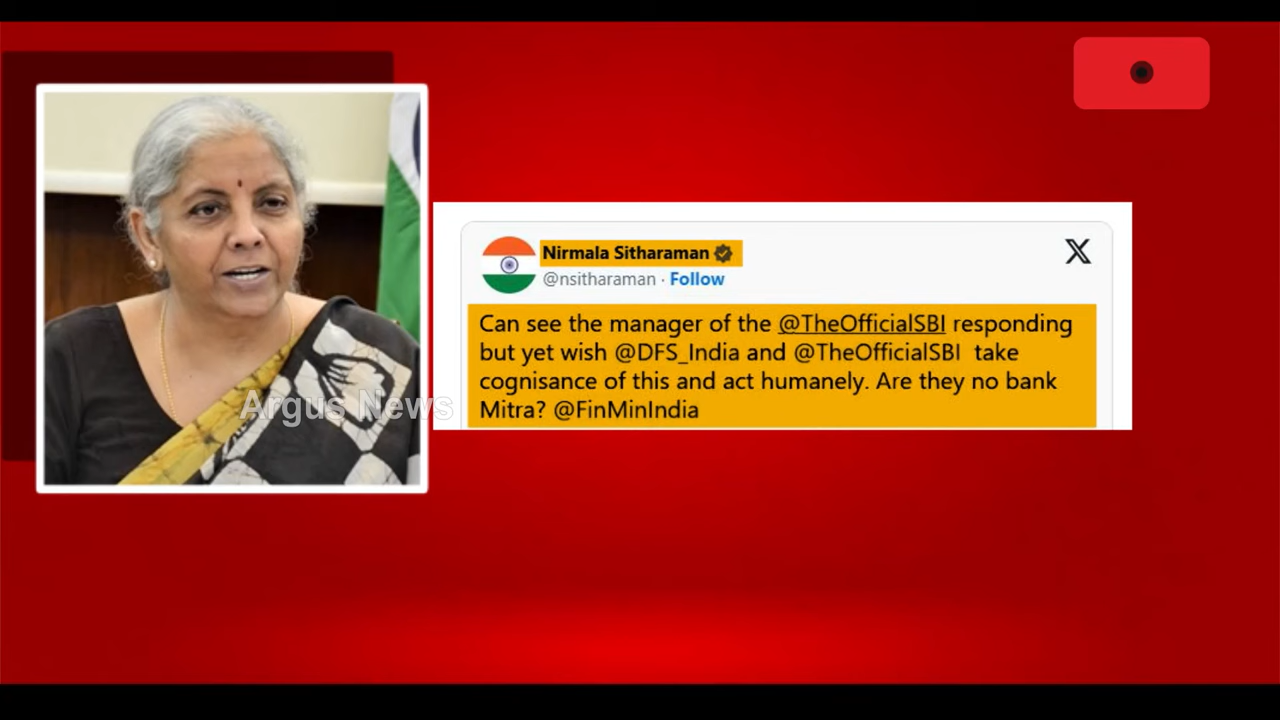 Nirmala Sitharaman
@nsitharaman · Follow
Can see the manager of the @TheOfficialSBI responding
but yet wish @DFS_India and @TheOfficialSBI take
cognisance of this and act humanely. Are they no bank
Mitra? @FinMinIndia
Argus News